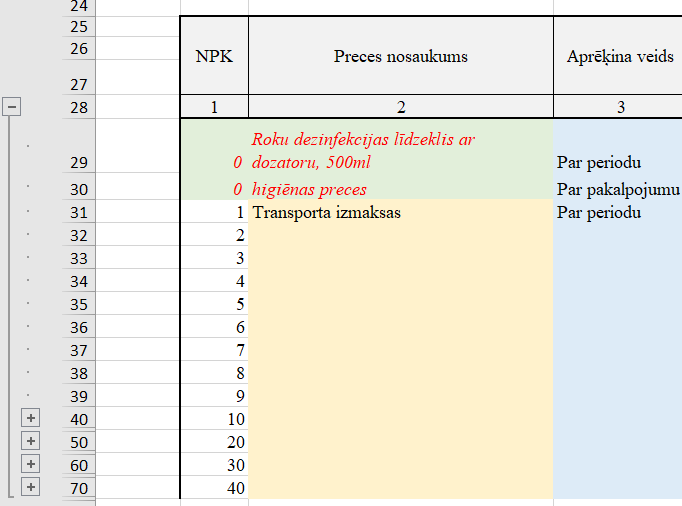 24
25
26 NPK Preces nosaukums Aprēķina veids
27
28 1 2 3
Roku dezinfekcijas līdzeklis ar
29 0 dozatoru, 500ml Par periodu
30 0 higiēnas preces Par pakalpojumu
31 1 Transporta izmaksas Par periodu
32 2
33 3
34 4
35 5
36 6
37 7
38 8
39 9
40 10
50 20
60 30
70 40